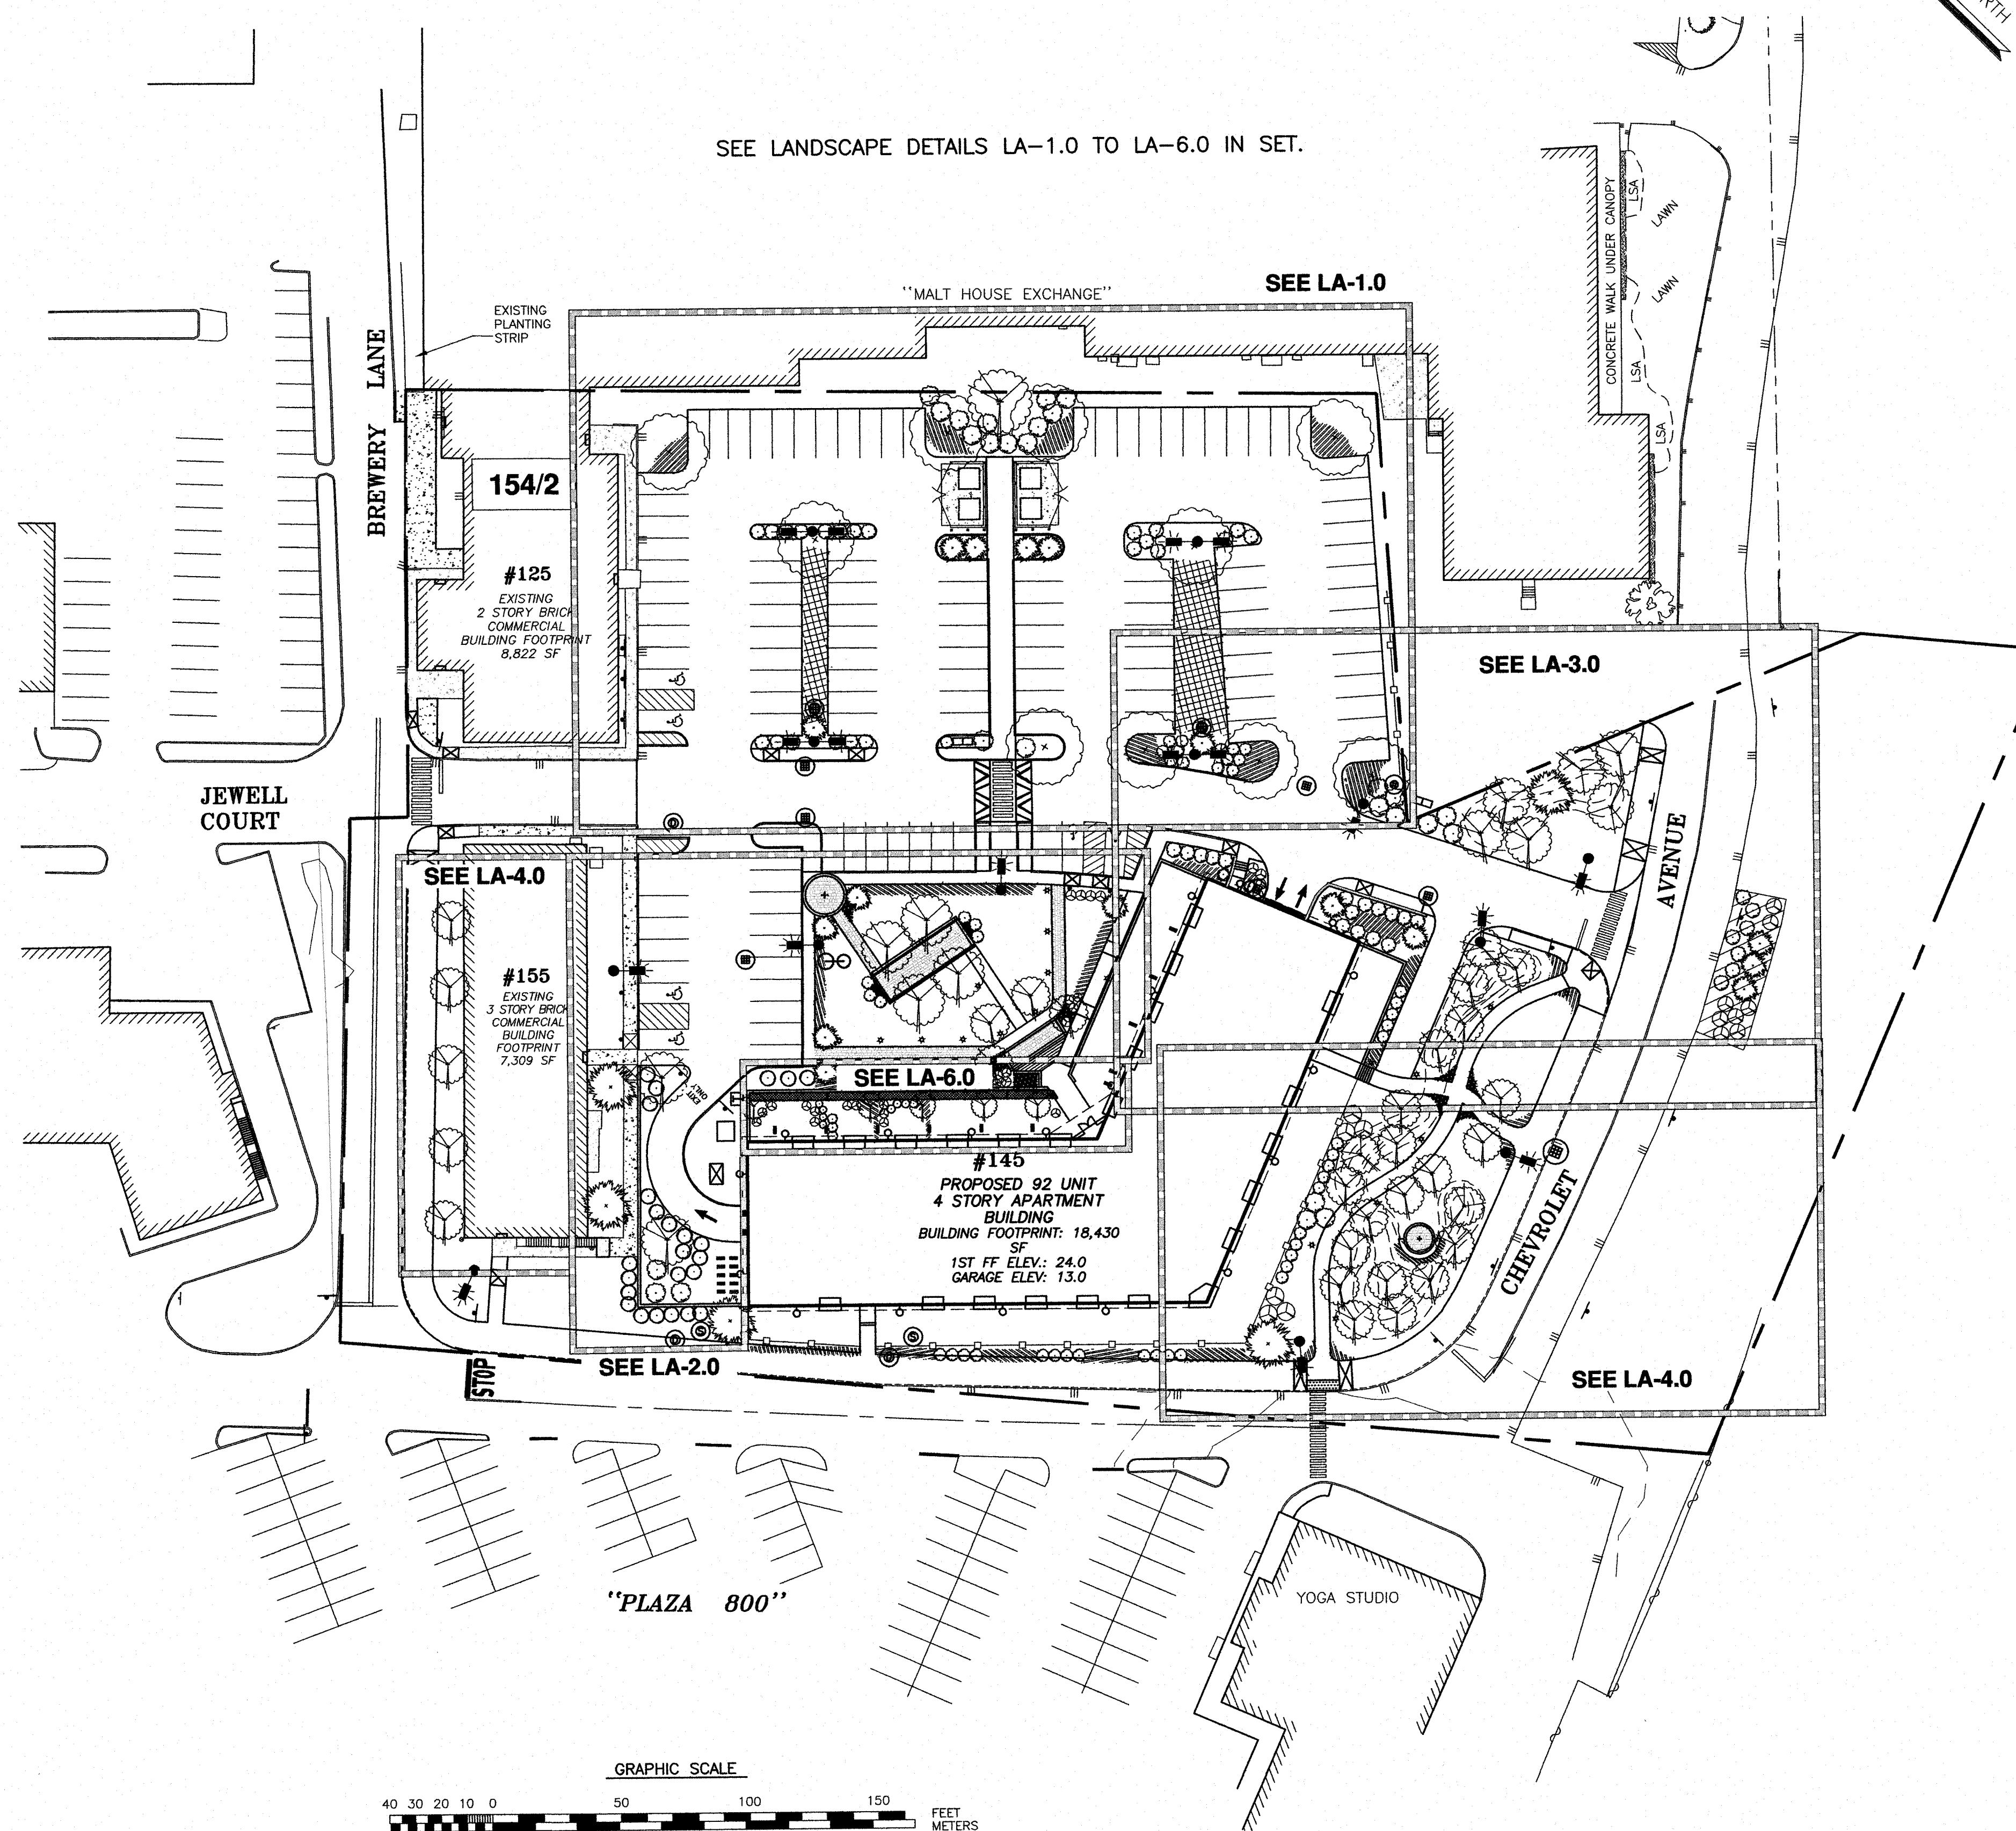 SEE LANDSCAPE DETAILS LA-1.0 TO LA-6.0 IN SET.
"MALT HOUSE EXCHANGE"
SEE LA-1.0
EXISTING
PLANTING
STRIP
BREWERY LANE
CONCRETE WALK UNDER CANOPY
LSA
LAWN
LAWN
LSA
LSA
154/2
#125
EXISTING
2 STORY BRICK
COMMERCIAL
BUILDING FOOTPRINT
8,822 SF
SEE LA-3.0
JEWELL
COURT
AVENUE
CHEVROLET
SEE LA-4.0
#155
EXISTING
3 STORY BRICK
COMMERCIAL
BUILDING
FOOTPRINT
7,309 SF
EXIT
ONLY
SEE LA-6.0
#145
PROPOSED 92 UNIT
4 STORY APARTMENT
BUILDING
BUILDING FOOTPRINT: 18,430
SF
1ST FF ELEV.: 24.0
GARAGE ELEV: 13.0
STOP
SEE LA-2.0
SEE LA-4.0
"PLAZA 800"
YOGA STUDIO
GRAPHIC SCALE
40 30 20 10 0 50 100 150
FEET
METERS